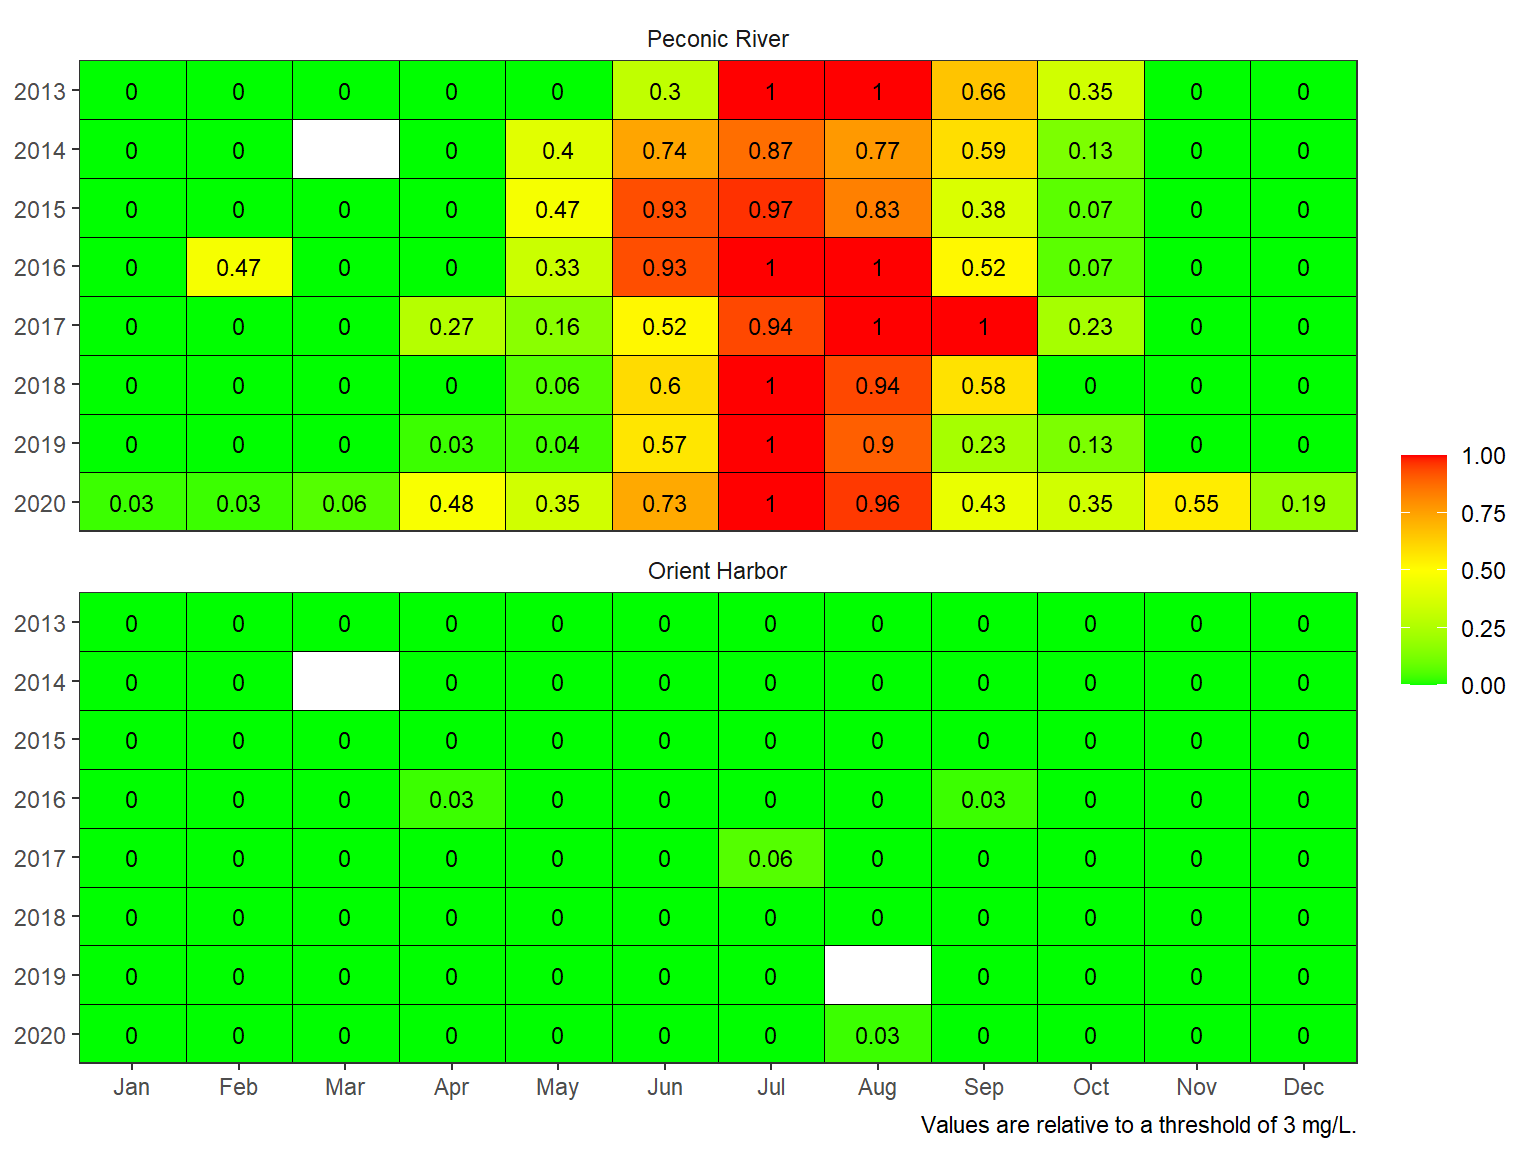 Peconic River
2013 0 0 0 0 0 0.3 1 1 0.66 0.35 0 0
2014 0 0 0 0.4 0.74 0.87 0.77 0.59 0.13 0 0
2015 0 0 0 0 0.47 0.93 0.97 0.83 0.38 0.07 0 0
2016 0 0.47 0 0 0.33 0.93 1 1 0.52 0.07 0 0
2017 0 0 0 0.27 0.16 0.52 0.94 1 1 0.23 0 0
2018 0 0 0 0 0.06 0.6 1 0.94 0.58 0 0 0
2019 0 0 0 0.03 0.04 0.57 1 0.9 0.23 0.13 0 0
2020 0.03 0.03 0.06 0.48 0.35 0.73 1 0.96 0.43 0.35 0.55 0.19
Orient Harbor
2013 0 0 0 0 0 0 0 0 0 0 0 0
2014 0 0 0 0 0 0 0 0 0 0 0
2015 0 0 0 0 0 0 0 0 0 0 0 0
2016 0 0 0 0.03 0 0 0 0 0.03 0 0 0
2017 0 0 0 0 0 0 0.06 0 0 0 0 0
2018 0 0 0 0 0 0 0 0 0 0 0 0
2019 0 0 0 0 0 0 0 0 0 0 0
2020 0 0 0 0 0 0 0 0.03 0 0 0 0
Jan Feb Mar Apr May Jun Jul Aug Sep Oct Nov Dec
Values are relative to a threshold of 3 mg/L.
1.00
0.75
0.50
0.25
0.00